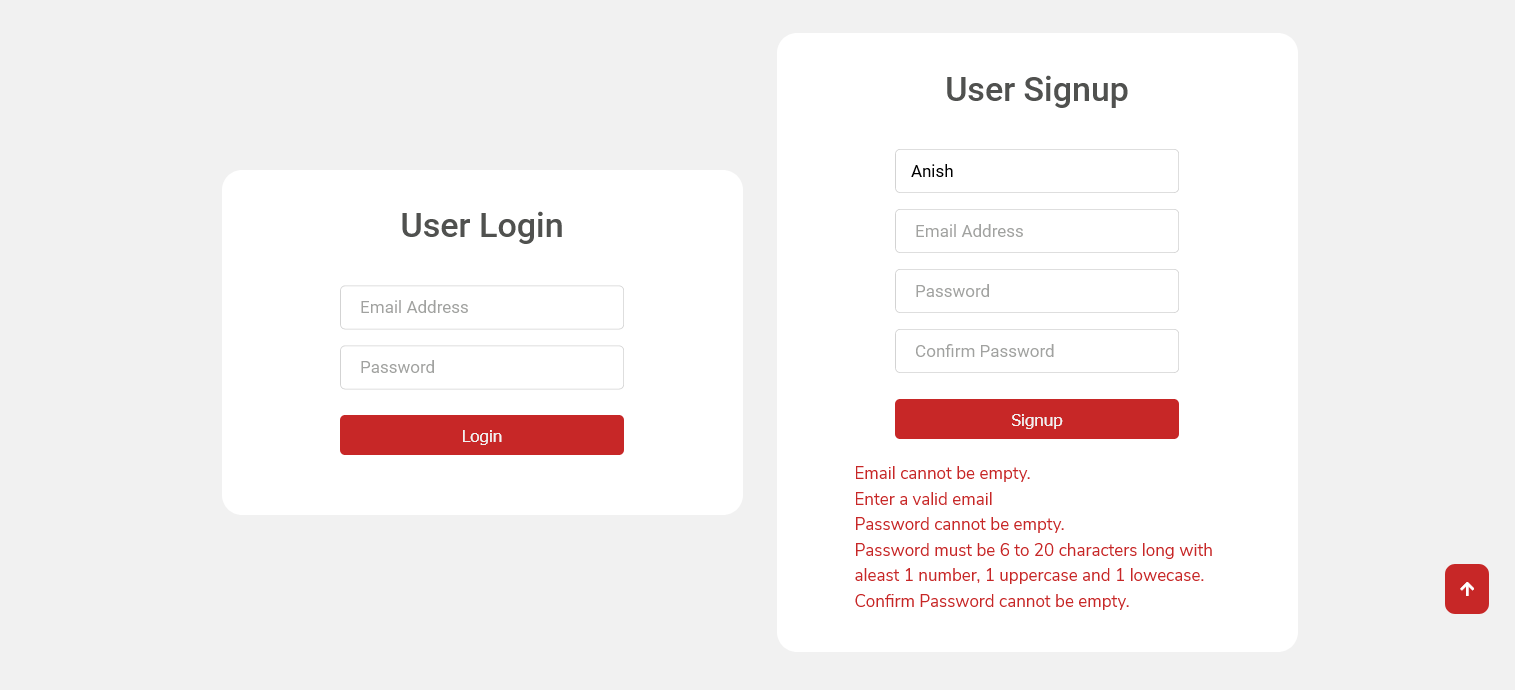 User Login
Email Address
Password
Login
User Signup
Anish
Email Address
Password
Confirm Password
Signup
Email cannot be empty.
Enter a valid email
Password cannot be empty.
Password must be 6 to 20 characters long with
aleast 1 number, 1 uppercase and 1 lowecase.
Confirm Password cannot be empty.